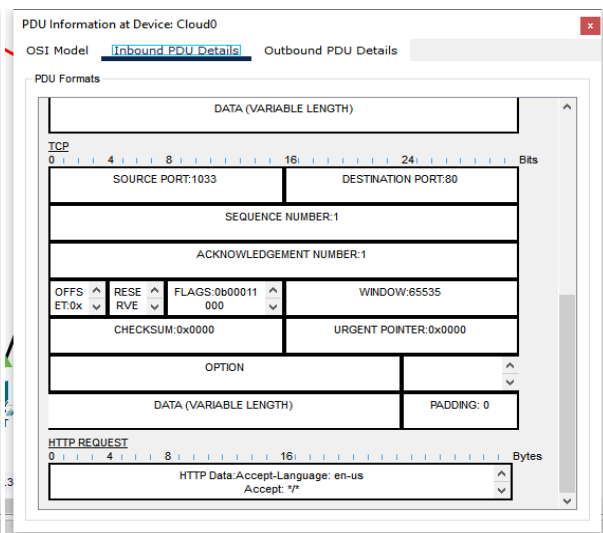 PDU Information at Device: Cloud0
x
OSI Model Inbound PDU Details Outbound PDU Details
PDU Formats
DATA (VARIABLE LENGTH)
TCP
0 4 8 16 24 Bits
SOURCE PORT:1033 DESTINATION PORT:80
SEQUENCE NUMBER:1
ACKNOWLEDGEMENT NUMBER:1
OFFS RESE FLAGS:0b00011 WINDOW:65535
ET:0x RVE 000
CHECKSUM:0x0000 URGENT POINTER:0x0000
OPTION
DATA (VARIABLE LENGTH) PADDING: 0
HTTP REQUEST
0 4 8 16 Bytes
HTTP Data:Accept-Language: en-us
Accept: */*